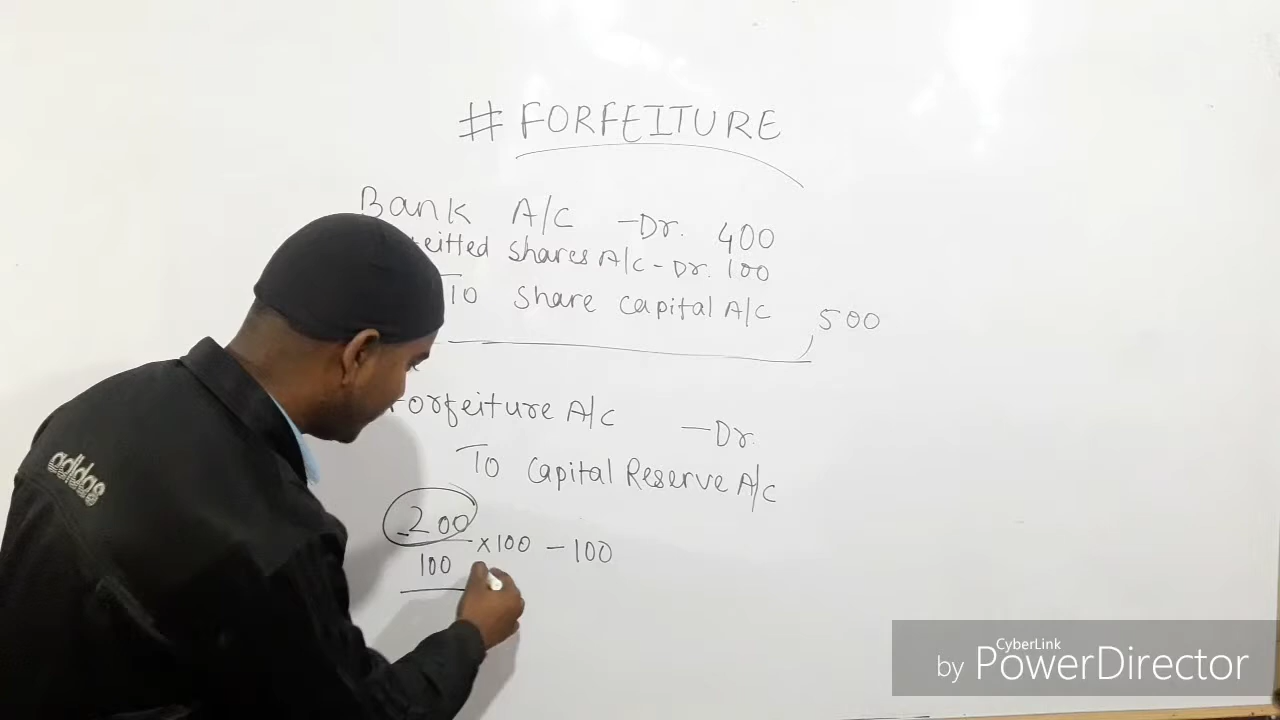 # FORFEITURE
Bank A/C -Dr. 400
eitted shares A/C - Dr. 100
To share capital A/C 500
Forfeiture A/C -Dr.
To Capital Reserve A/C
200
100
x100 - 100
adidas
CyberLink
by PowerDirector